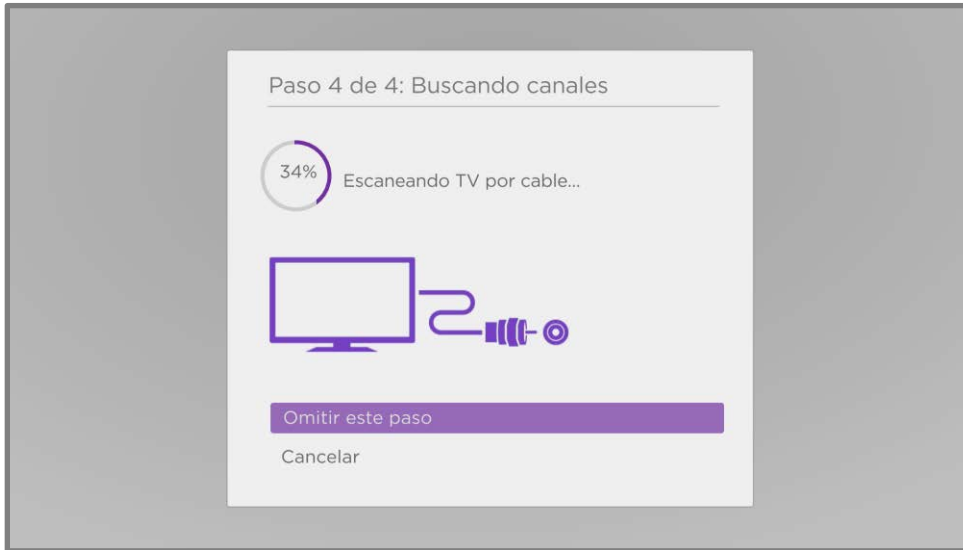 Paso 4 de 4: Buscando canales
34%
Escaneando TV por cable...
Omitir este paso
Cancelar